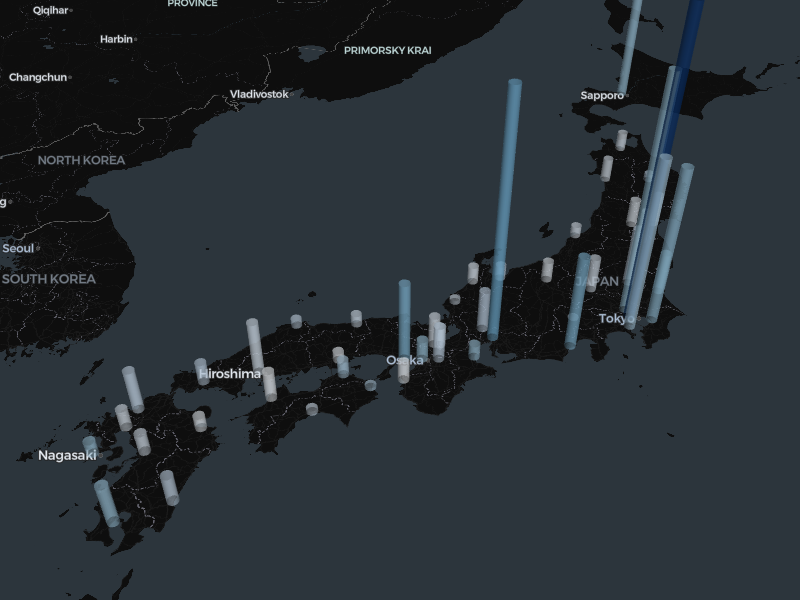 PROVINCE
Qiqihar
Harbin
PRIMORSKY KRAI
Changchun
Vladivostok
Sapporo
NORTH KOREA
g
Seoul
SOUTH KOREA
JAPAN
Tokyo
Osaka
Hiroshima
Nagasaki